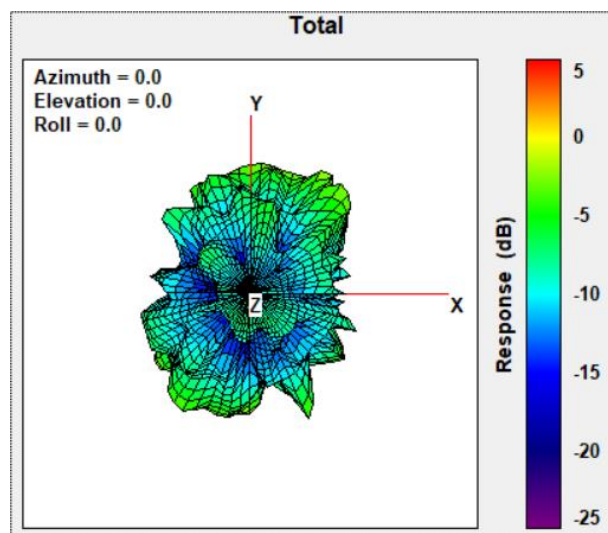 Total
Azimuth = 0.0
Elevation = 0.0
Roll = 0.0
Y
Z
X
Response (dB)
5
0
-5
-10
-15
-20
-25